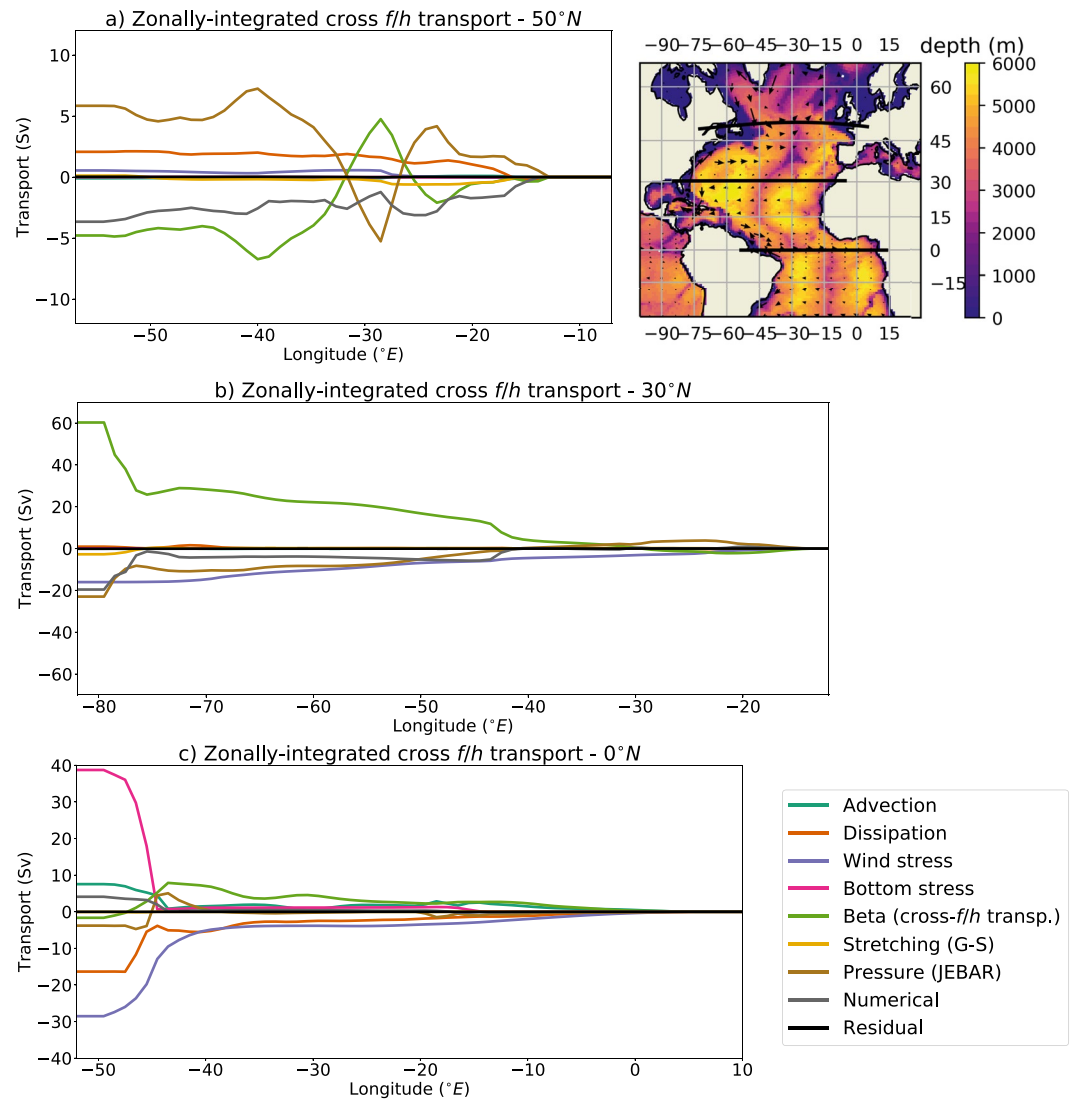 a) Zonally-integrated cross f/h transport - 50°N
10
5
0
−5
−10
Transport (Sv)
−50 −40 −30 −20 −10
Longitude (°E)
−90 −75 −60 −45 −30 −15 0 15
depth (m)
60
45
30
15
0
−15
−90 −75 −60 −45 −30 −15 0 15
6000
5000
4000
3000
2000
1000
0
b) Zonally-integrated cross f/h transport - 30°N
60
40
20
0
−20
−40
−60
Transport (Sv)
−80 −70 −60 −50 −40 −30 −20
Longitude (°E)
c) Zonally-integrated cross f/h transport - 0°N
40
30
20
10
0
−10
−20
−30
−40
Transport (Sv)
−50 −40 −30 −20 −10 0 10
Longitude (°E)
Advection
Dissipation
Wind stress
Bottom stress
Beta (cross-f/h transp.)
Stretching (G-S)
Pressure (JEBAR)
Numerical
Residual